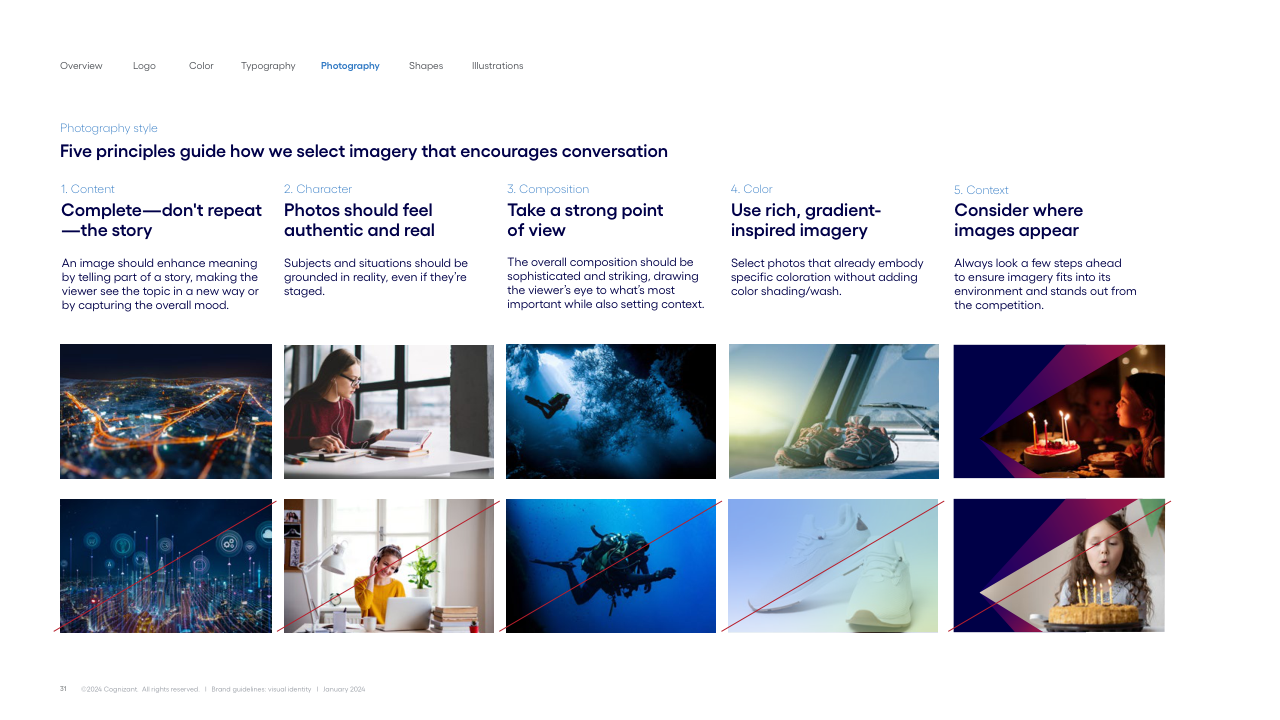 Overview Logo Color Typography Photography Shapes Illustrations
Photography style
Five principles guide how we select imagery that encourages conversation
1. Content
Complete—don't repeat
—the story
An image should enhance meaning
by telling part of a story, making the
viewer see the topic in a new way or
by capturing the overall mood.
2. Character
Photos should feel
authentic and real
Subjects and situations should be
grounded in reality, even if they’re
staged.
3. Composition
Take a strong point
of view
The overall composition should be
sophisticated and striking, drawing
the viewer’s eye to what’s most
important while also setting context.
4. Color
Use rich, gradient-
inspired imagery
Select photos that already embody
specific coloration without adding
color shading/wash.
5. Context
Consider where
images appear
Always look a few steps ahead
to ensure imagery fits into its
environment and stands out from
the competition.
31 ©2024 Cognizant. All rights reserved. | Brand guidelines: visual identity | January 2024